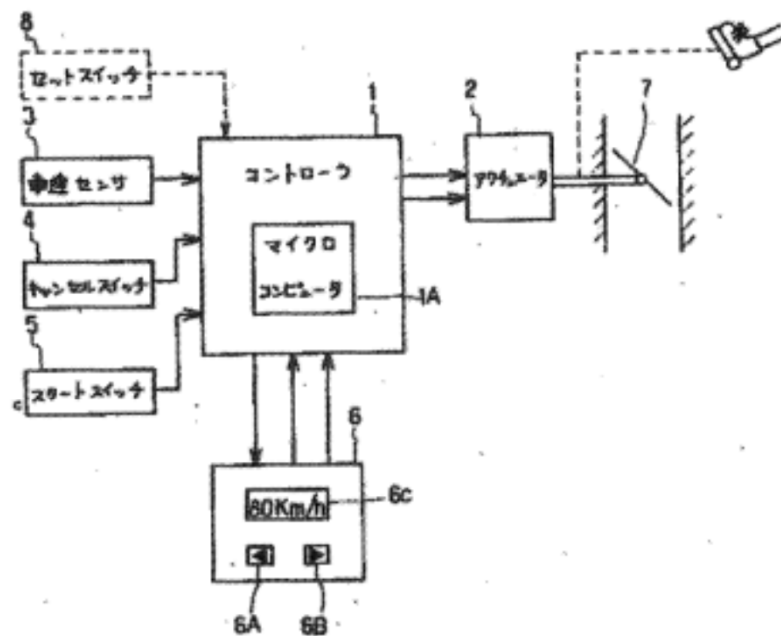 8
セットスイッチ
3
車速センサ
4
キャンセルスイッチ
5
スタートスイッチ
1
コントローラ
マイクロ
コンピュータ
1A
2
アクチュエータ
7
6
80Km/h
6c
6A
6B